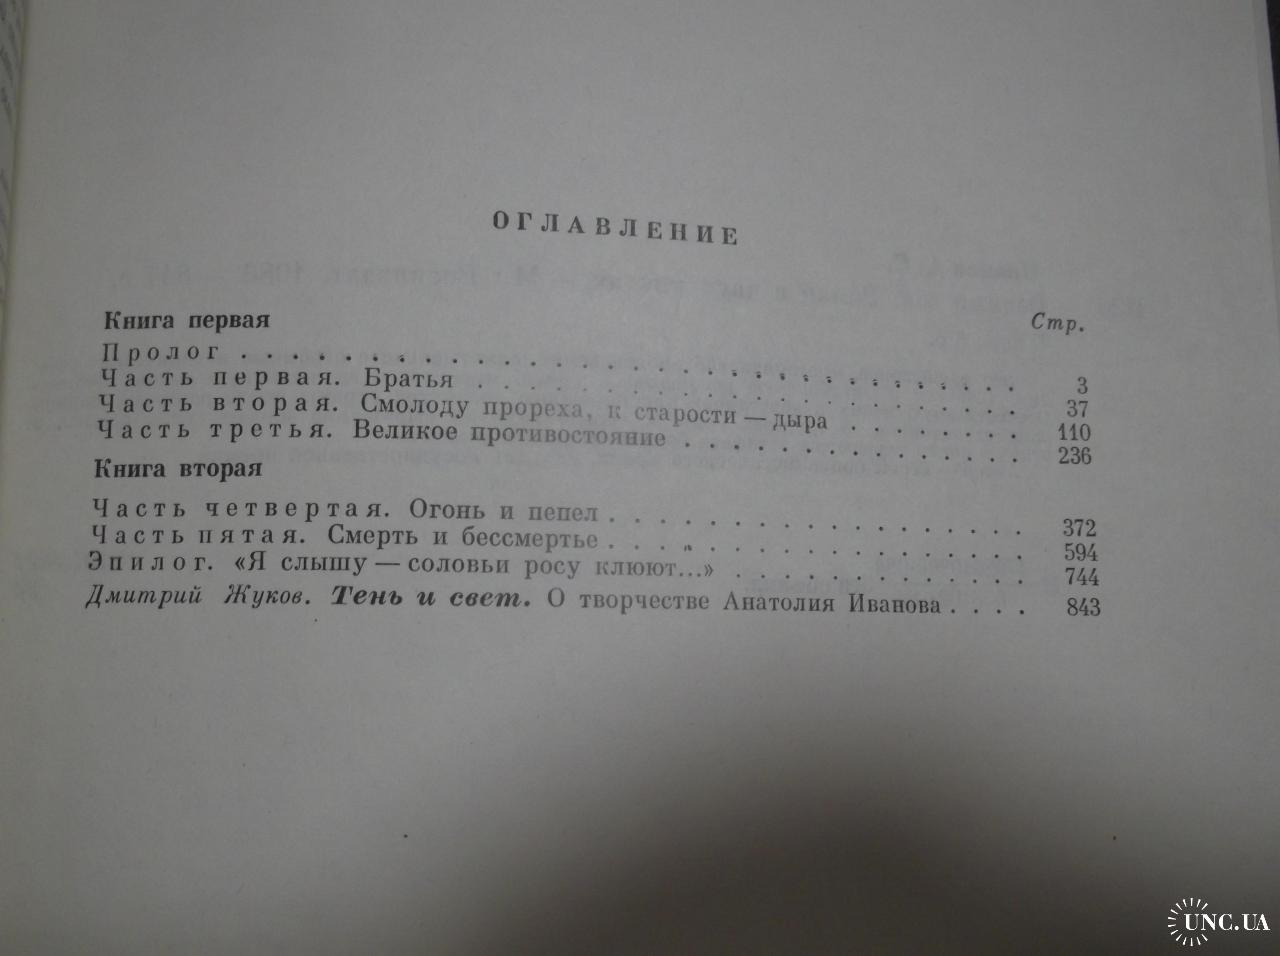 ОГЛАВЛЕНИЕ
Книга первая
Стр.
Пролог . . . . . . . . . . . . . . . . . . . . . . . . . . . . . . . 3
Часть первая. Братья . . . . . . . . . . . . . . . . . . . . . . 37
Часть вторая. Смолоду прореха, к старости — дыра . . . . . . . 110
Часть третья. Великое противостояние . . . . . . . . . . . . . . 236
Книга вторая
Часть четвертая. Огонь и пепел . . . . . . . . . . . . . . . . . 372
Часть пятая. Смерть и бессмертье . . . . . . . . . . . . . . . . . 594
Эпилог. «Я слышу — соловьи росу клюют...» . . . . . . . . . . . . 744
Дмитрий Жуков. Тень и свет. О творчестве Анатолия Иванова . . . . 843
UNC.UA